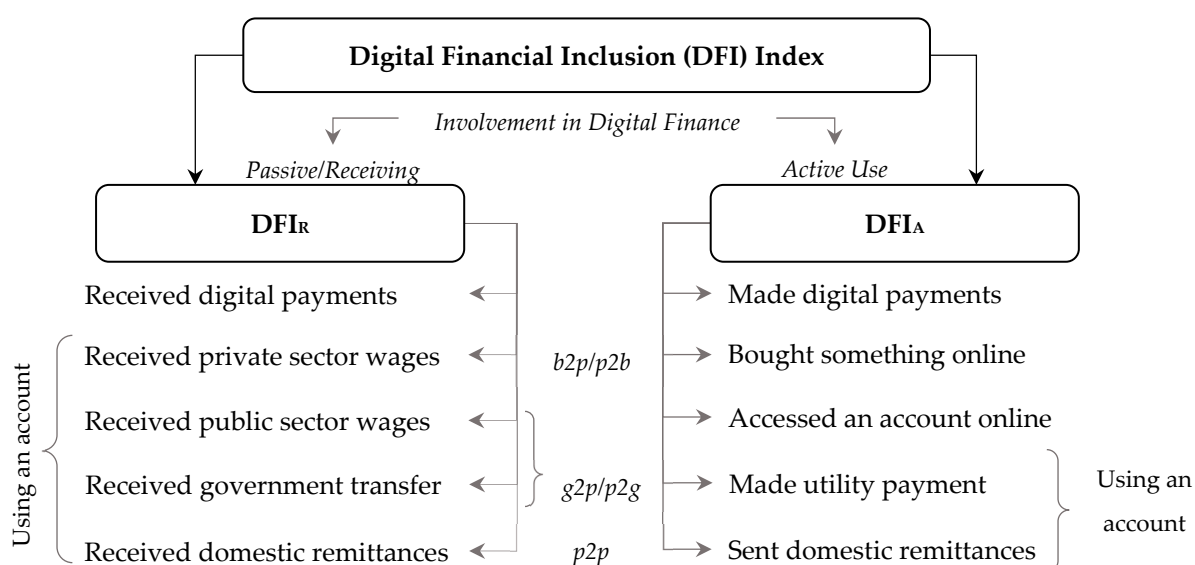 Digital Financial Inclusion (DFI) Index
Involvement in Digital Finance
Passive/Receiving
Active Use
DFIR
DFIA
Received digital payments
Made digital payments
Using an account
Received private sector wages
b2p/p2b
Bought something online
Received public sector wages
Accessed an account online
Received government transfer
g2p/p2g
Made utility payment
Using an
account
Received domestic remittances
p2p
Sent domestic remittances